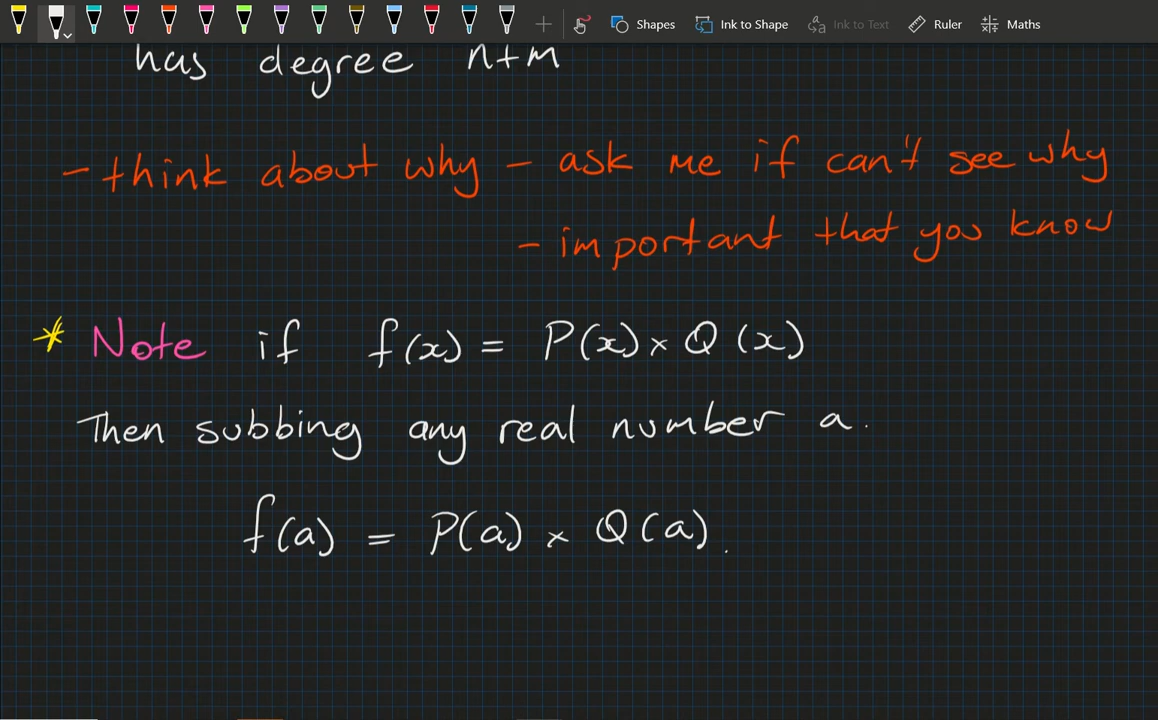 Shapes Ink to Shape Ink to Text Ruler Maths
has degree n+m
- think about why - ask me if can't see why
- important that you know
* Note if f(x) = P(x) × Q(x)
Then subbing any real number a.
f(a) = P(a) × Q(a).